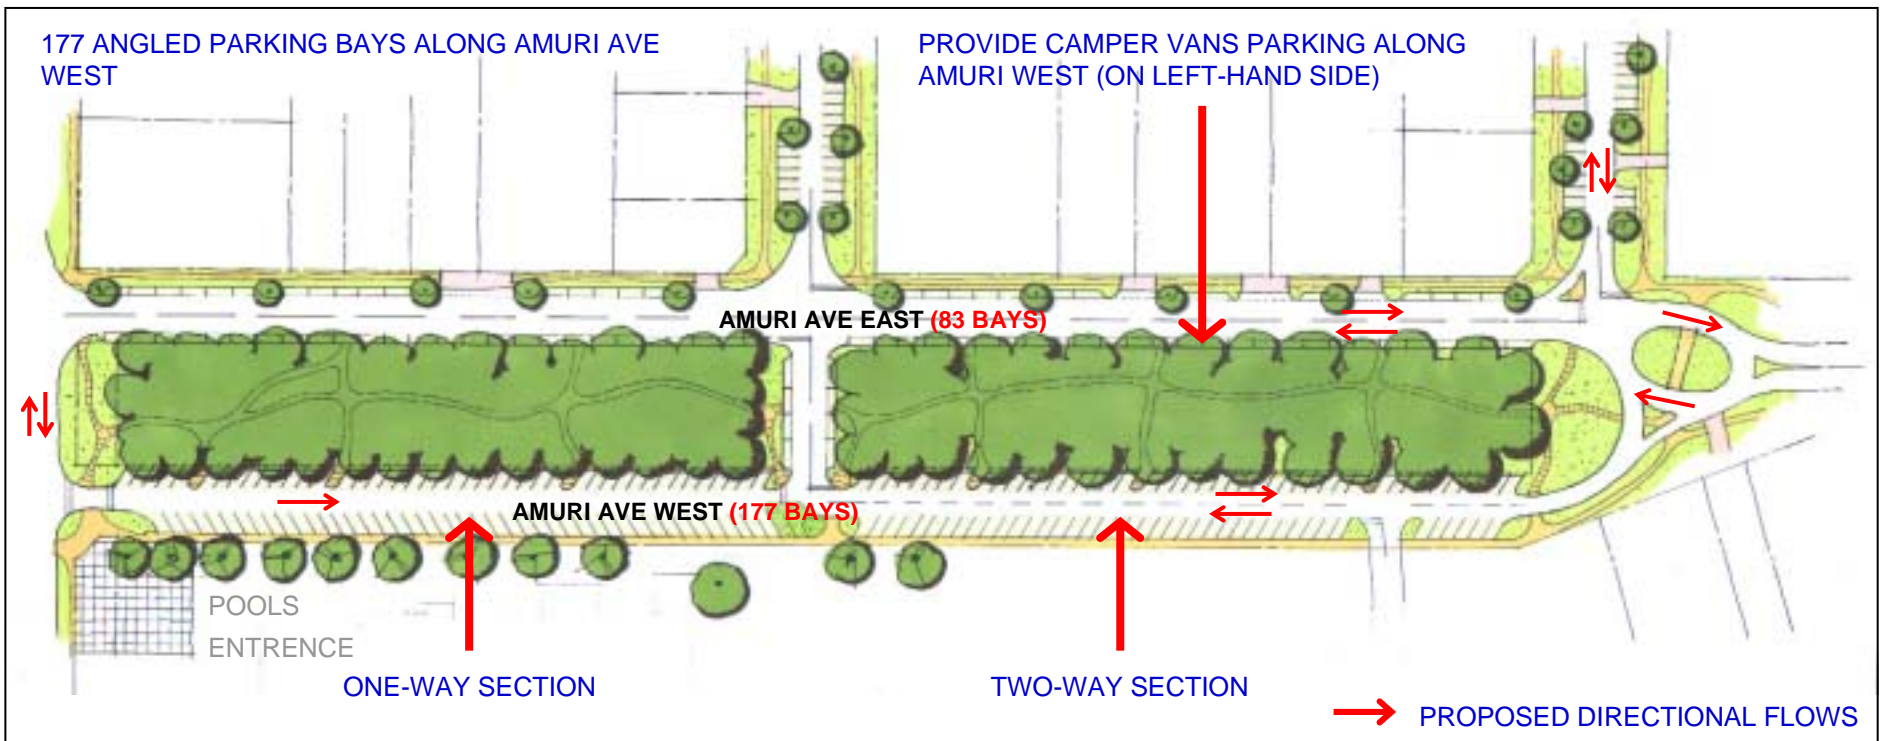 177 ANGLED PARKING BAYS ALONG AMURI AVE
WEST
PROVIDE CAMPER VANS PARKING ALONG
AMURI WEST (ON LEFT-HAND SIDE)
AMURI AVE EAST (83 BAYS)
AMURI AVE WEST (177 BAYS)
POOLS
ENTRENCE
ONE-WAY SECTION
TWO-WAY SECTION
PROPOSED DIRECTIONAL FLOWS